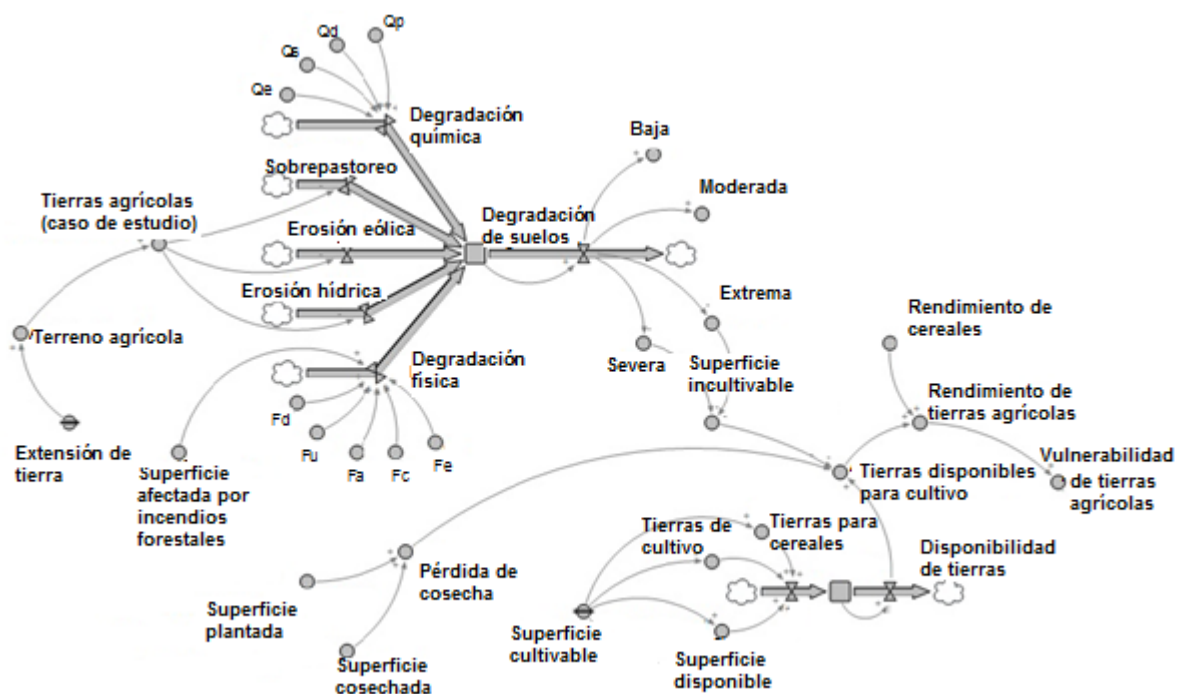 Qp
Qd
Qs
Qe
Degradación
química
Baja
Sobrepastoreo
Moderada
Tierras agrícolas
(caso de estudio)
Erosión eólica
Degradación
de suelos
Erosión hídrica
Extrema
Terreno agrícola
Rendimiento de
cereales
Degradación
física
Severa
Superficie
incultivable
Rendimiento de
tierras agrícolas
Fd
Fu
Fa
Fc
Fe
Extensión de
tierra
Superficie
afectada por
incendios
forestales
Tierras disponibles
para cultivo
Vulnerabilidad
de tierras
agrícolas
Tierras de
cultivo
Tierras para
cereales
Disponibilidad
de tierras
Pérdida de
cosecha
Superficie
plantada
Superficie
cultivable
Superficie
disponible
Superficie
cosechada